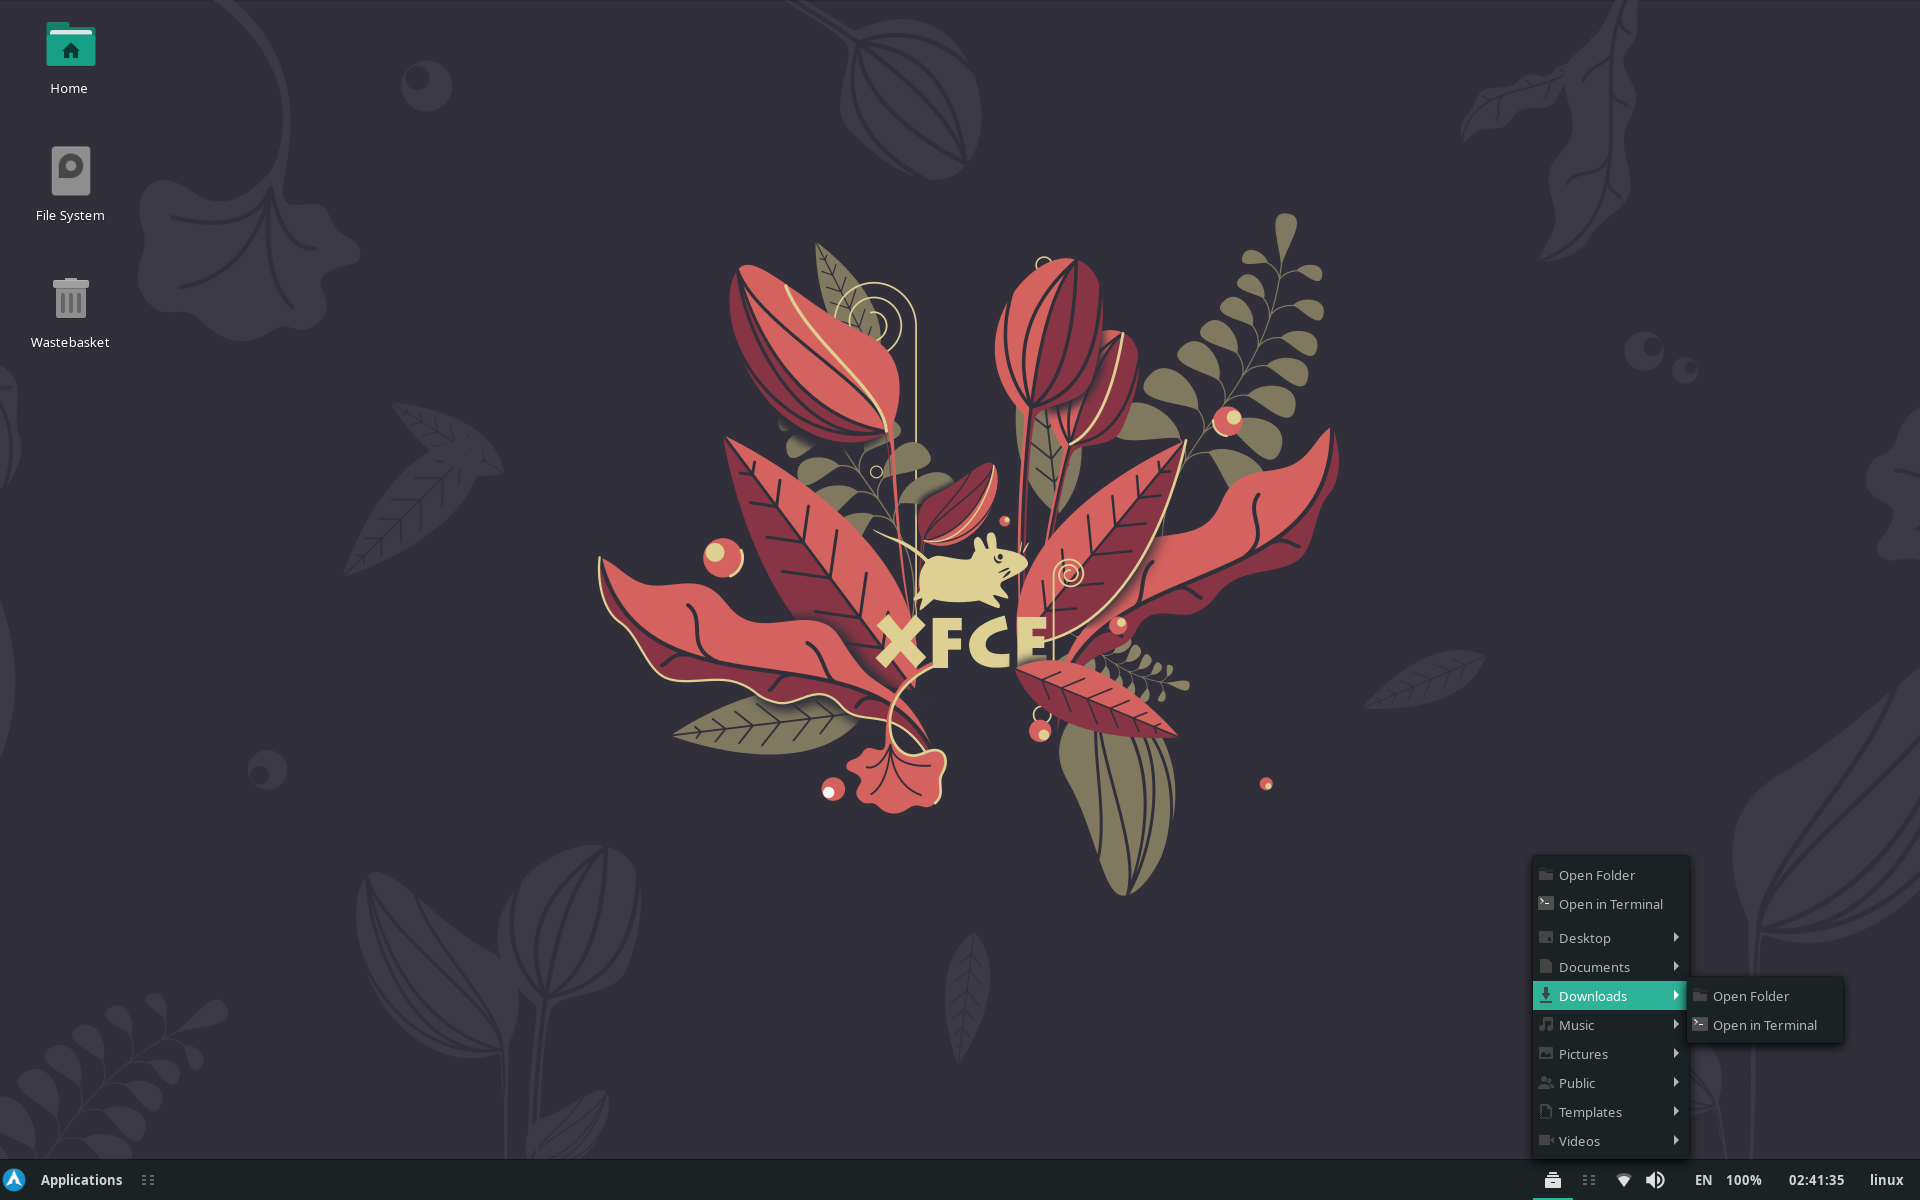 Home
File System
Wastebasket
XFCE
Open Folder
Open in Terminal
Desktop
Documents
Downloads
Open Folder
Music
Open in Terminal
Pictures
Public
Templates
Videos
Applications
EN 100% 02:41:35 linux